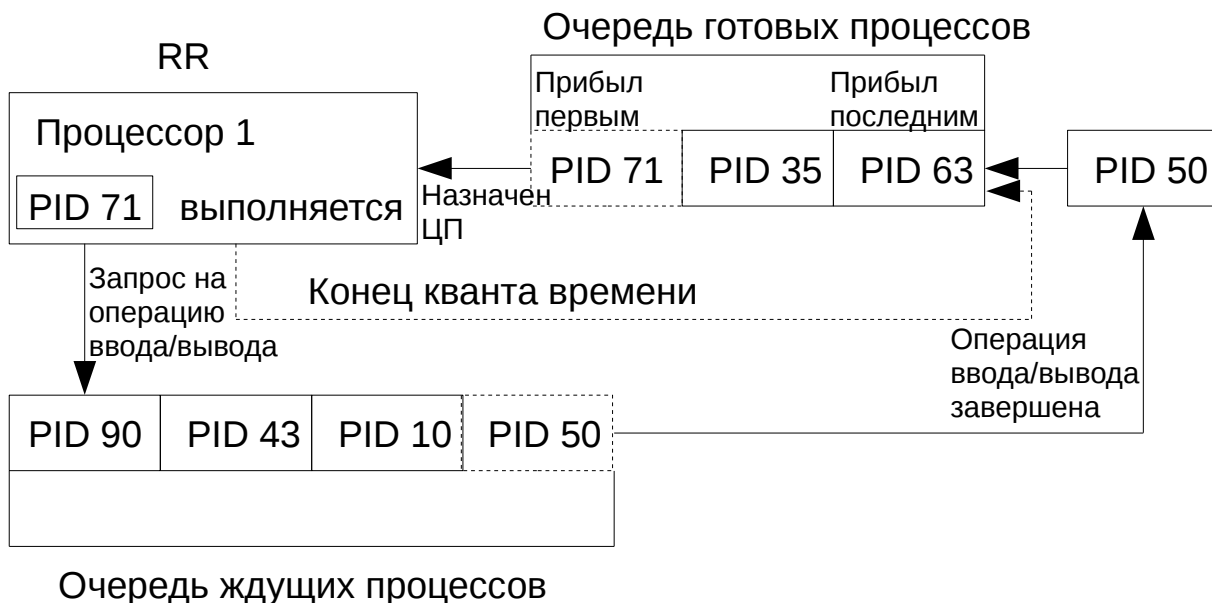 Очередь готовых процессов
RR
Прибыл
первым
Прибыл
последним
Процессор 1
PID 71
выполняется
Назначен
ЦП
PID 71
PID 35
PID 63
PID 50
Запрос на
операцию
ввода/вывода
Конец кванта времени
Операция
ввода/вывода
завершена
PID 90
PID 43
PID 10
PID 50
Очередь ждущих процессов